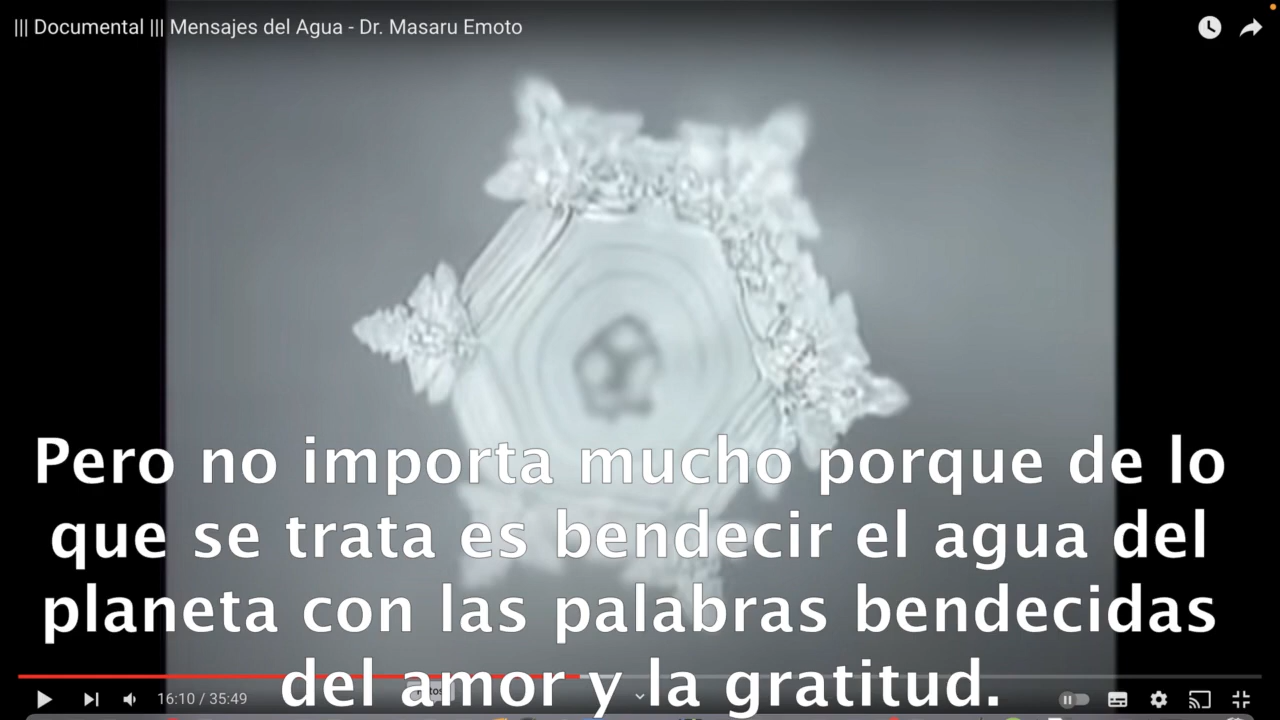 ||| Documental ||| Mensajes del Agua - Dr. Masaru Emoto
Pero no importa mucho porque de lo
que se trata es bendecir el agua del
planeta con las palabras bendecidas
del amor y la gratitud.
16:10 / 35:49